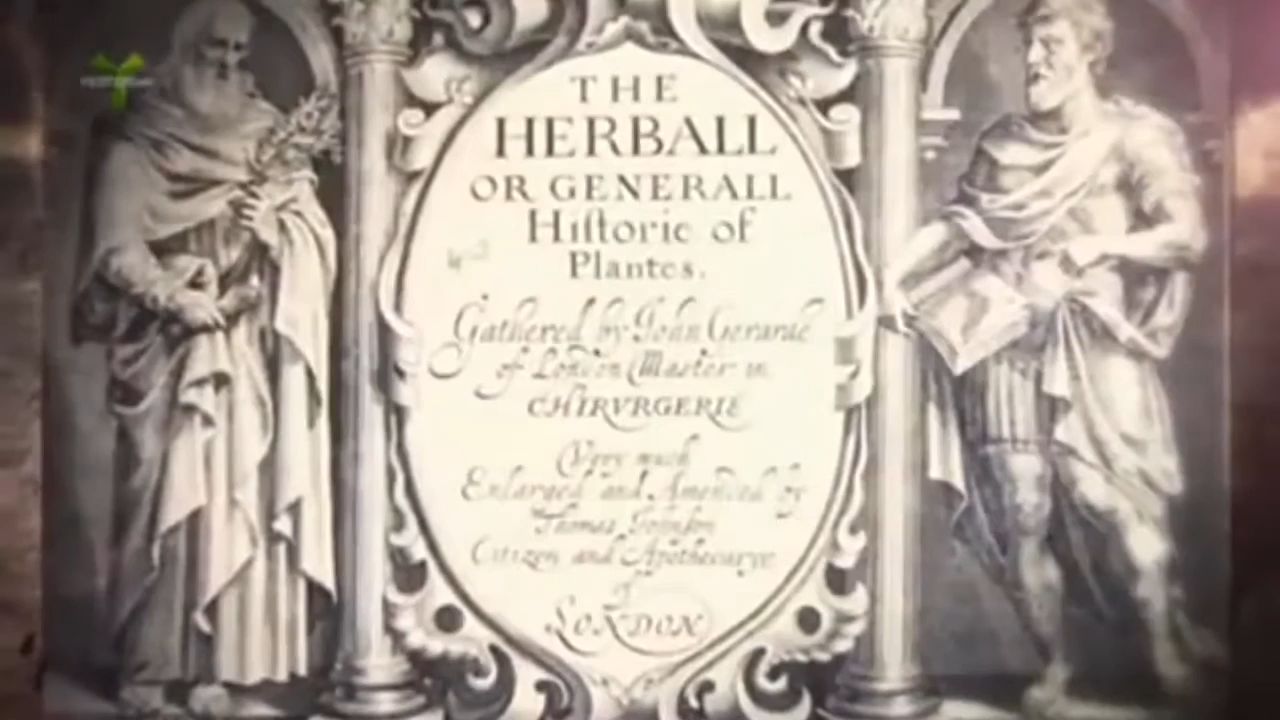 THE
HERBALL
OR GENERALL
Hiſtorie of
Plantes.
Gathered by John Gerarde
of London Master in
CHIRVRGERIE
Very much
Enlarged and Amended by
Thomas Johnson
Citizen and Apothecarye
of
LONDON